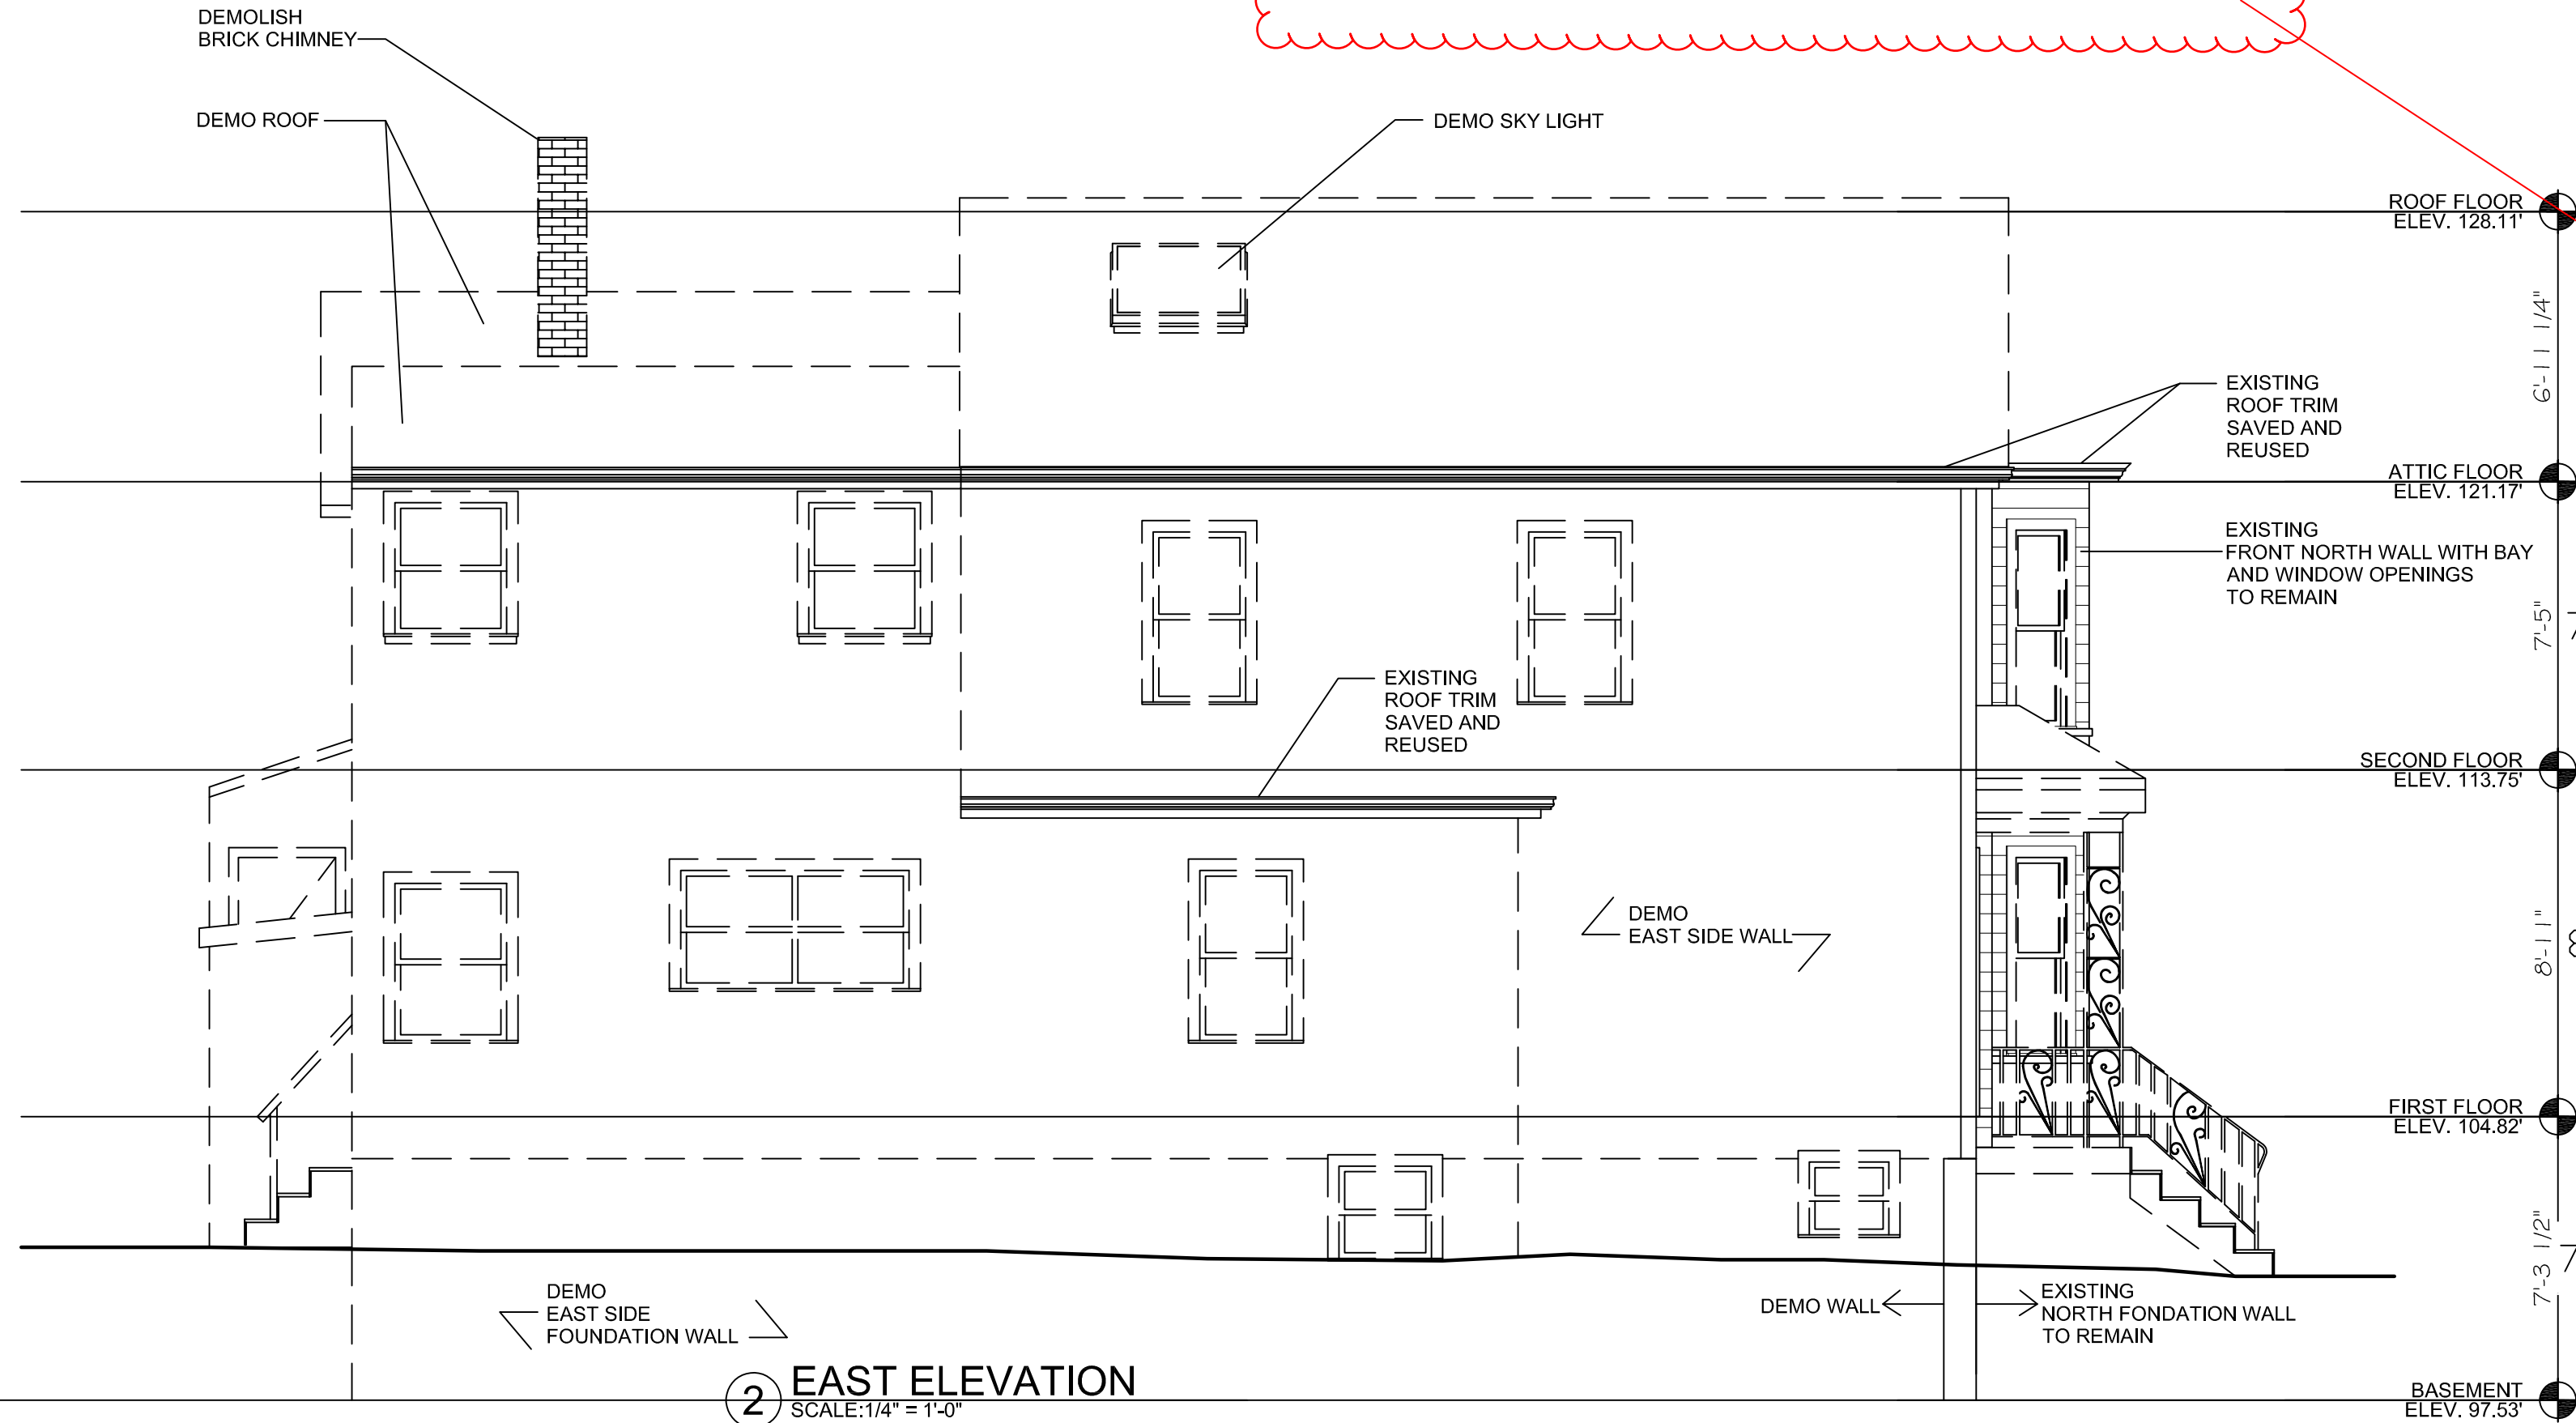 DEMOLISH
BRICK CHIMNEY
DEMO ROOF
DEMO SKY LIGHT
ROOF FLOOR
ELEV. 128.11'
6'-11 1/4"
EXISTING
ROOF TRIM
SAVED AND
REUSED
ATTIC FLOOR
ELEV. 121.17'
EXISTING
FRONT NORTH WALL WITH BAY
AND WINDOW OPENINGS
TO REMAIN
7'-5"
EXISTING
ROOF TRIM
SAVED AND
REUSED
SECOND FLOOR
ELEV. 113.75'
DEMO
EAST SIDE WALL
8'-11"
FIRST FLOOR
ELEV. 104.82'
7'-3 1/2"
DEMO
EAST SIDE
FOUNDATION WALL
DEMO WALL
EXISTING
NORTH FONDATION WALL
TO REMAIN
2 EAST ELEVATION
SCALE:1/4" = 1'-0"
BASEMENT
ELEV. 97.53'